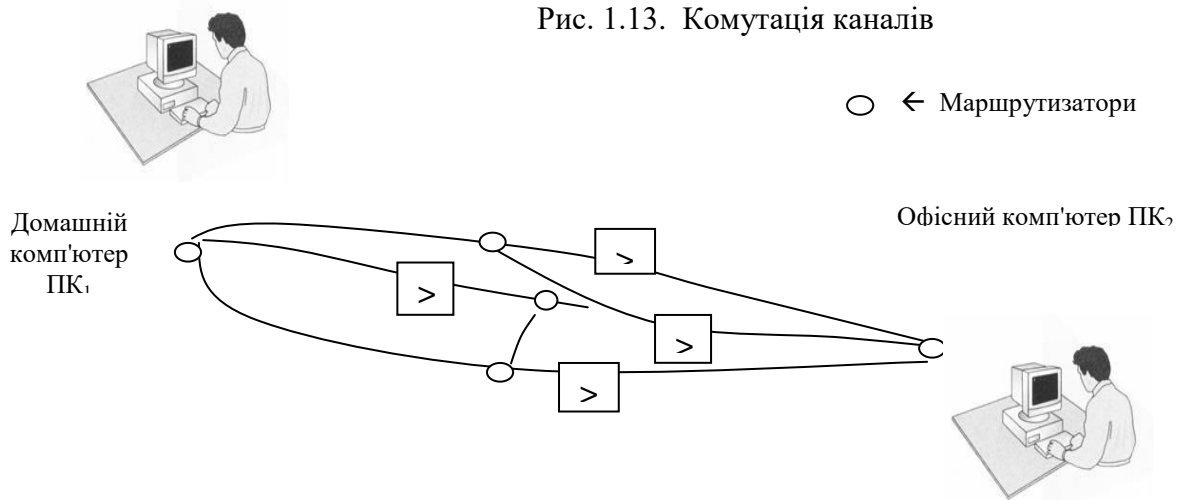 Рис. 1.13. Комутація каналів
← Маршрутизатори
Домашній
комп'ютер
ПК₁
Офісний комп'ютер ПК₂
>
>
>
>